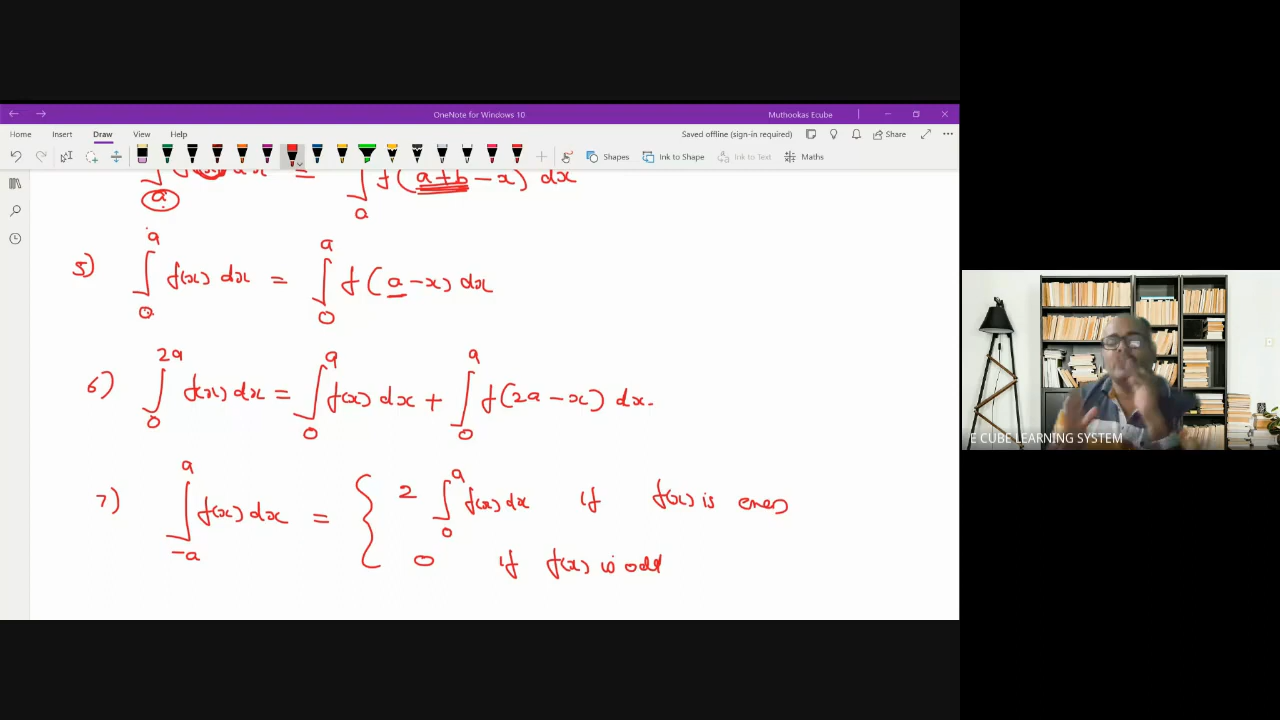 OneNote for Windows 10
Muthookas Ecube
Home Insert Draw View Help
Saved offline (sign-in required) Share
Shapes Ink to Shape Ink to Text Maths
a = ∫ₐ f(a+b-x) dx
5) ∫₀ᵃ f(x) dx = ∫₀ᵃ f(a-x) dx
6) ∫₀²ᵃ f(x) dx = ∫₀ᵃ f(x) dx + ∫₀ᵃ f(2a-x) dx.
7) ∫₋ₐᵃ f(x) dx = { 2 ∫₀ᵃ f(x) dx if f(x) is
0 if f(x) is odd
E CUBE LEARNING SYSTEM